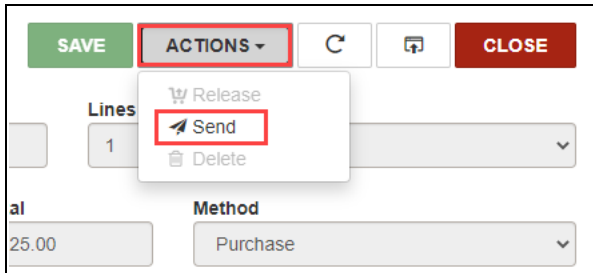 SAVE ACTIONS CLOSE
Release
Lines
Send
1
Delete
al Method
25.00 Purchase